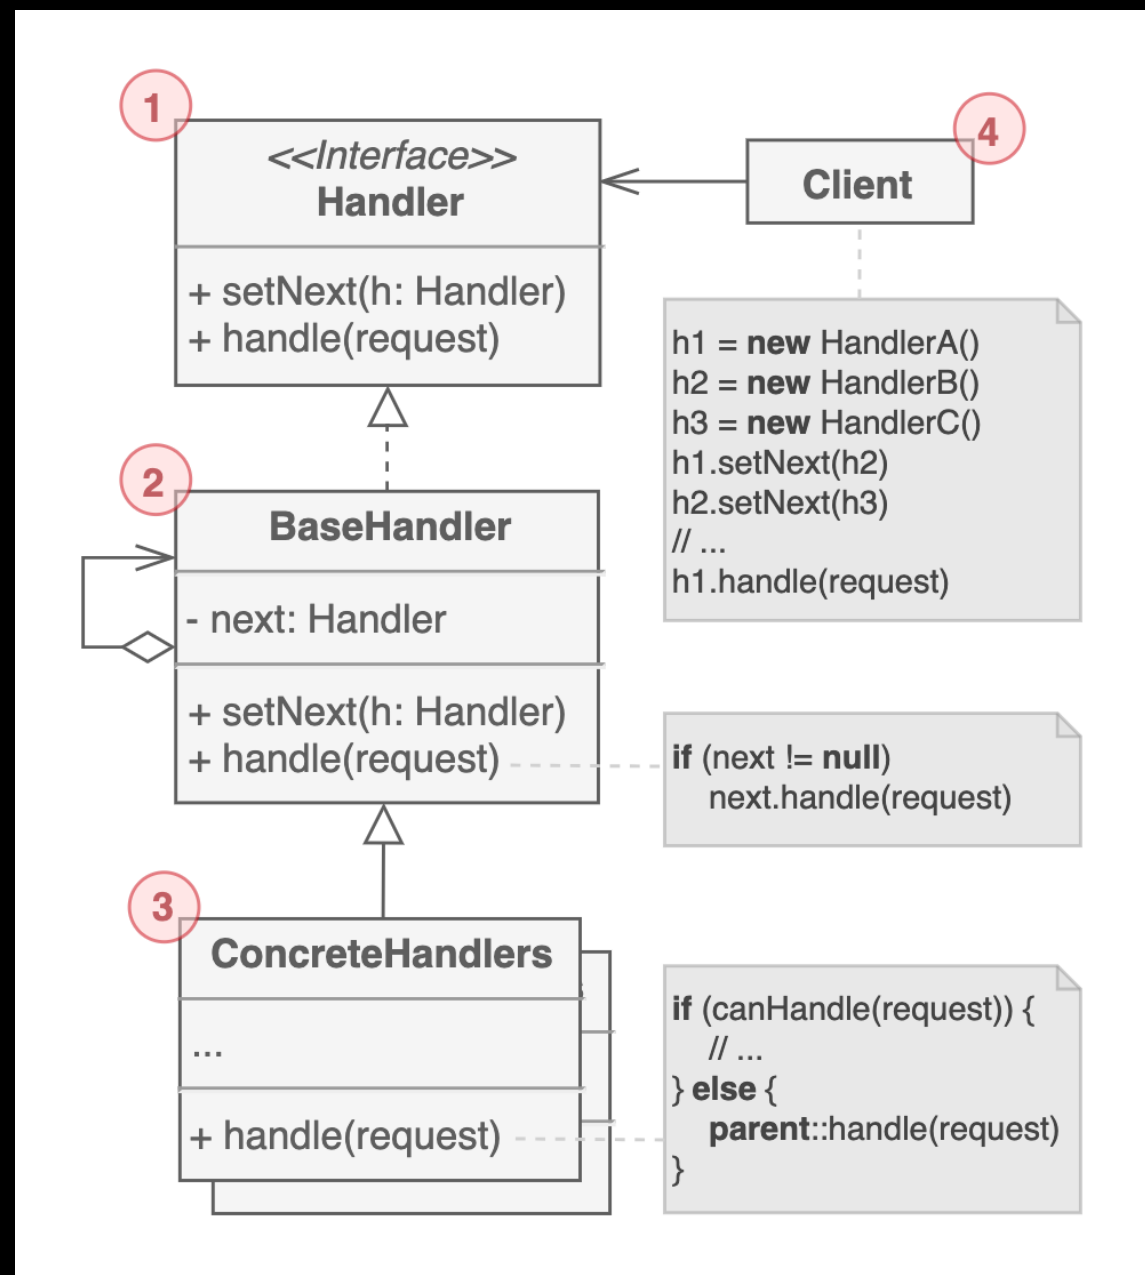 1
<<Interface>>
Handler
+ setNext(h: Handler)
+ handle(request)
4
Client
h1 = new HandlerA()
h2 = new HandlerB()
h3 = new HandlerC()
h1.setNext(h2)
h2.setNext(h3)
// ...
h1.handle(request)
2
BaseHandler
- next: Handler
+ setNext(h: Handler)
+ handle(request)
if (next != null)
next.handle(request)
3
ConcreteHandlers
...
+ handle(request)
if (canHandle(request)) {
// ...
} else {
parent::handle(request)
}